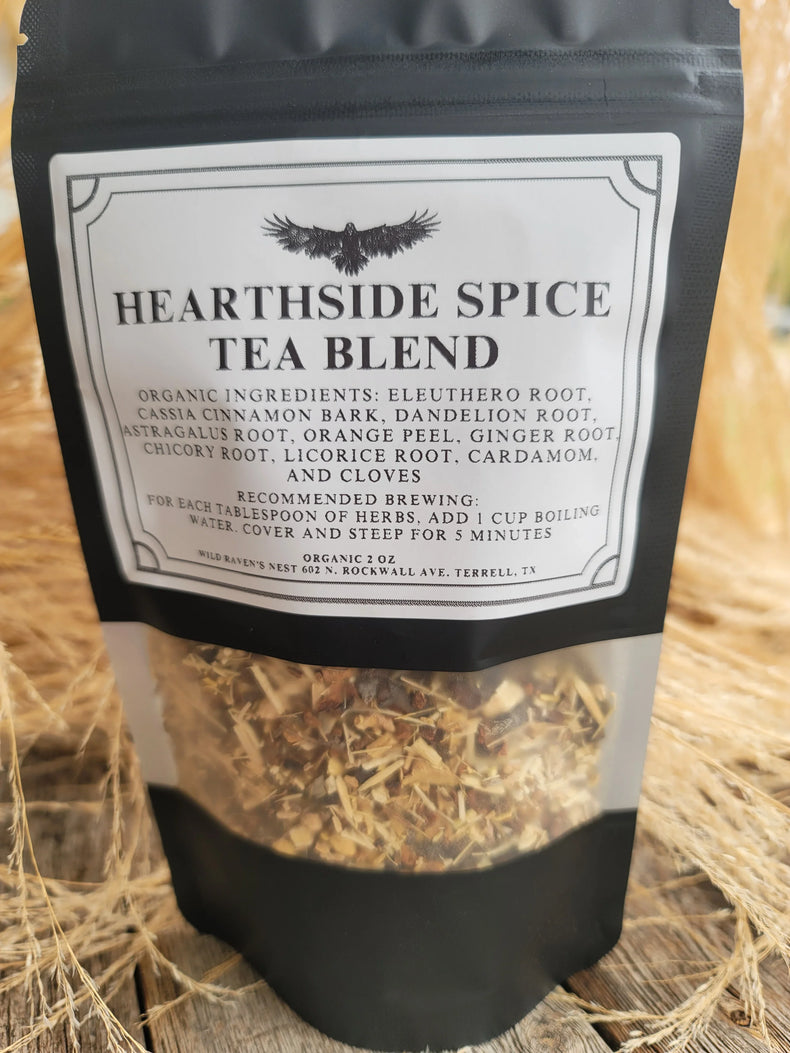 HEARTHSIDE SPICE
TEA BLEND
ORGANIC INGREDIENTS: ELEUTHERO ROOT,
CASSIA CINNAMON BARK, DANDELION ROOT,
ASTRAGALUS ROOT, ORANGE PEEL, GINGER ROOT,
CHICORY ROOT, LICORICE ROOT, CARDAMOM,
AND CLOVES
RECOMMENDED BREWING:
FOR EACH TABLESPOON OF HERBS, ADD 1 CUP BOILING
WATER. COVER AND STEEP FOR 5 MINUTES
ORGANIC 2 OZ
WILD RAVEN'S NEST 602 N. ROCKWALL AVE. TERRELL, TX